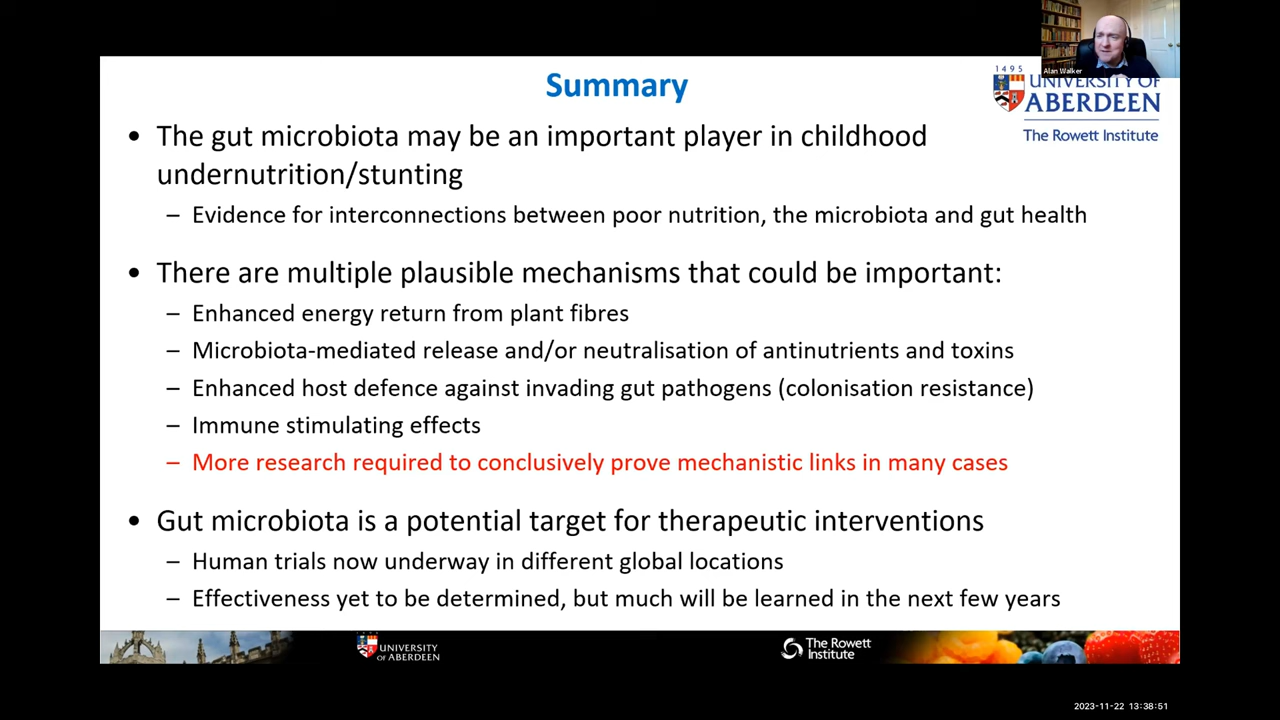 Alan Walker
Summary
1495
UNIVERSITY OF
ABERDEEN
The Rowett Institute
• The gut microbiota may be an important player in childhood
undernutrition/stunting
– Evidence for interconnections between poor nutrition, the microbiota and gut health
• There are multiple plausible mechanisms that could be important:
– Enhanced energy return from plant fibres
– Microbiota-mediated release and/or neutralisation of antinutrients and toxins
– Enhanced host defence against invading gut pathogens (colonisation resistance)
– Immune stimulating effects
– More research required to conclusively prove mechanistic links in many cases
• Gut microbiota is a potential target for therapeutic interventions
– Human trials now underway in different global locations
– Effectiveness yet to be determined, but much will be learned in the next few years
UNIVERSITY
OF ABERDEEN
The Rowett
Institute
2023-11-22 13:38:51